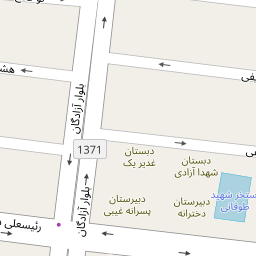 بلوار آزادگان
1371
دبستان
غدیر یک
دبستان
شهدا آزادی
دبیرستان
پسرانه غیبی
دبیرستان
دخترانه
استخر شهید
طوقانی
بلوار آزادگان
رئیسعلی